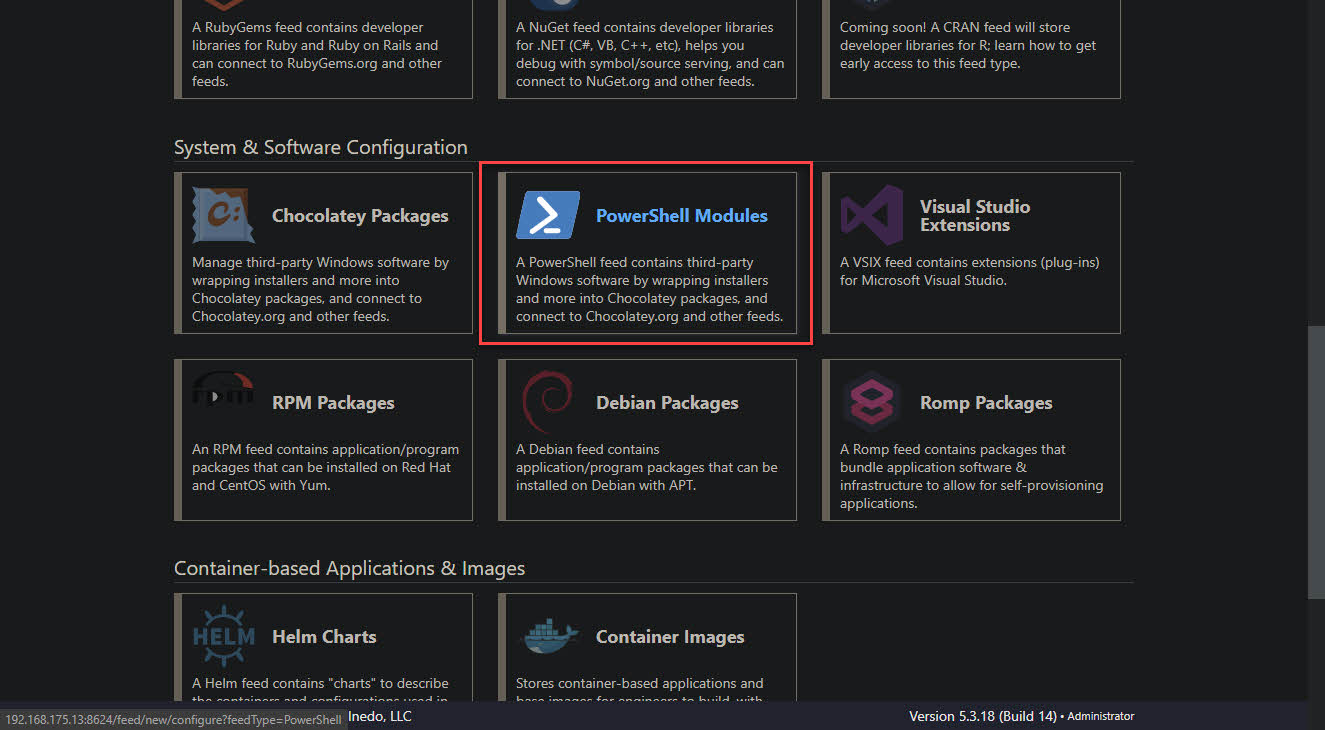 A RubyGems feed contains developer
libraries for Ruby and Ruby on Rails and
can connect to RubyGems.org and other
feeds.
A NuGet feed contains developer libraries
for .NET (C#, VB, C++, etc), helps you
debug with symbol/source serving, and can
connect to NuGet.org and other feeds.
Coming soon! A CRAN feed will store
developer libraries for R; learn how to get
early access to this feed type.
System & Software Configuration
Chocolatey Packages
Manage third-party Windows software by
wrapping installers and more into
Chocolatey packages, and connect to
Chocolatey.org and other feeds.
PowerShell Modules
A PowerShell feed contains third-party
Windows software by wrapping installers
and more into Chocolatey packages, and
connect to Chocolatey.org and other feeds.
Visual Studio
Extensions
A VSIX feed contains extensions (plug-ins)
for Microsoft Visual Studio.
rpm
RPM Packages
An RPM feed contains application/program
packages that can be installed on Red Hat
and CentOS with Yum.
Debian Packages
A Debian feed contains
application/program packages that can be
installed on Debian with APT.
Romp Packages
A Romp feed contains packages that
bundle application software &
infrastructure to allow for self-provisioning
applications.
Container-based Applications & Images
HELM
Helm Charts
A Helm feed contains "charts" to describe
the containers and configurations used in
Container Images
Stores container-based applications and
base images for engineers to build, with
192.168.175.13:8624/feed/new/configure?feedType=PowerShell
Inedo, LLC
Version 5.3.18 (Build 14) • Administrator